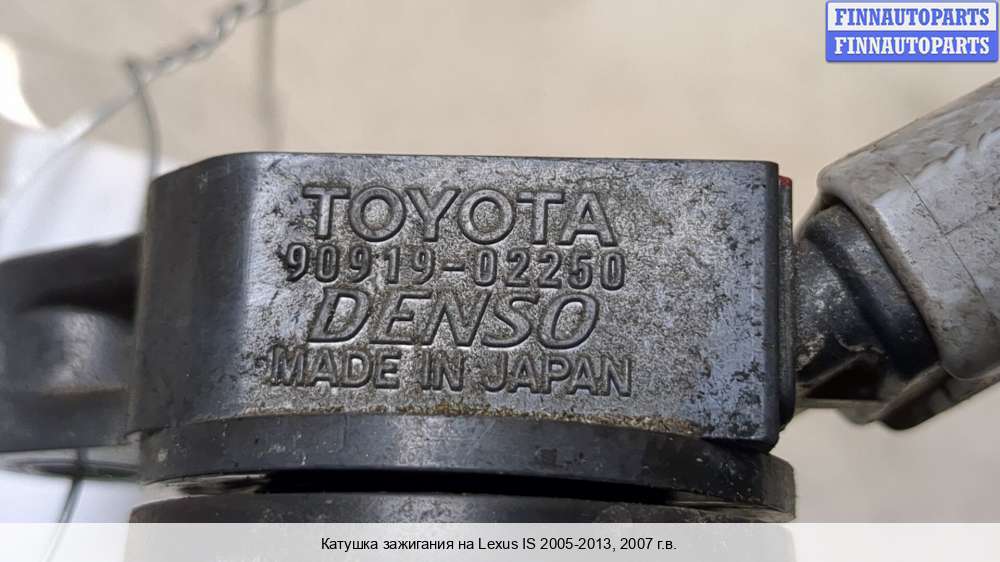 FINNAUTOPARTS
FINNAUTOPARTS
TOYOTA
90919-02250
DENSO
MADE IN JAPAN
Катушка зажигания на Lexus IS 2005-2013, 2007 г.в.